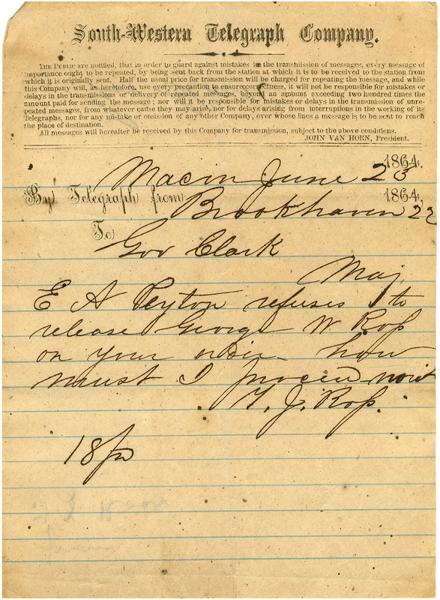 South-Western Telegraph Company.
THE PUBLIC are notified, that in order to guard against mistakes in the transmission of messages, every message of
importance ought to be repeated, by being sent back from the station at which it is to be received to the station from
which it is originally sent. Half the usual price for transmission will be charged for repeating the message, and while
this Company will, as heretofore, use every precaution to ensure correctness, it will not be responsible for mistakes or
delays in the transmissions or delivery of repeated messages, beyond an amount exceeding two hundred times the
amount paid for sending the message; nor will it be responsible for mistakes or delays in the transmission of unre-
peated messages, from whatever cause they may arise, nor for delays arising from interruptions in the working of its
Telegraphs, nor for any mistake or omission of any other Company, over whose lines a message is to be sent to reach
the place of destination.
All messages will hereafter be received by this Company for transmission, subject to the above conditions.
JOHN VAN HORN, President.
Macon June 23 1864.
By Telegraph from Brookhaven 22 1864,
To Gov Clark
Maj
E A Peyton refuses to
release George W Ross
on your order how
must I proceed now
T. J. Ross.
18/